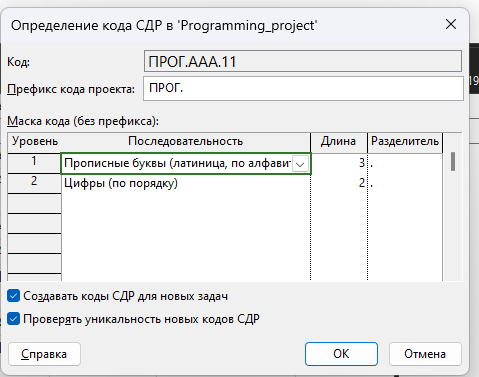 Определение кода СДР в 'Programming_project'
Код: ПРОГ.ААА.11
Префикс кода проекта: ПРОГ.
Маска кода (без префикса):
Уровень Последовательность Длина Разделитель
1 Прописные буквы (латиница, по алфавит 3 .
2 Цифры (по порядку) 2 .
Создавать коды СДР для новых задач
Проверять уникальность новых кодов СДР
Справка ОК Отмена